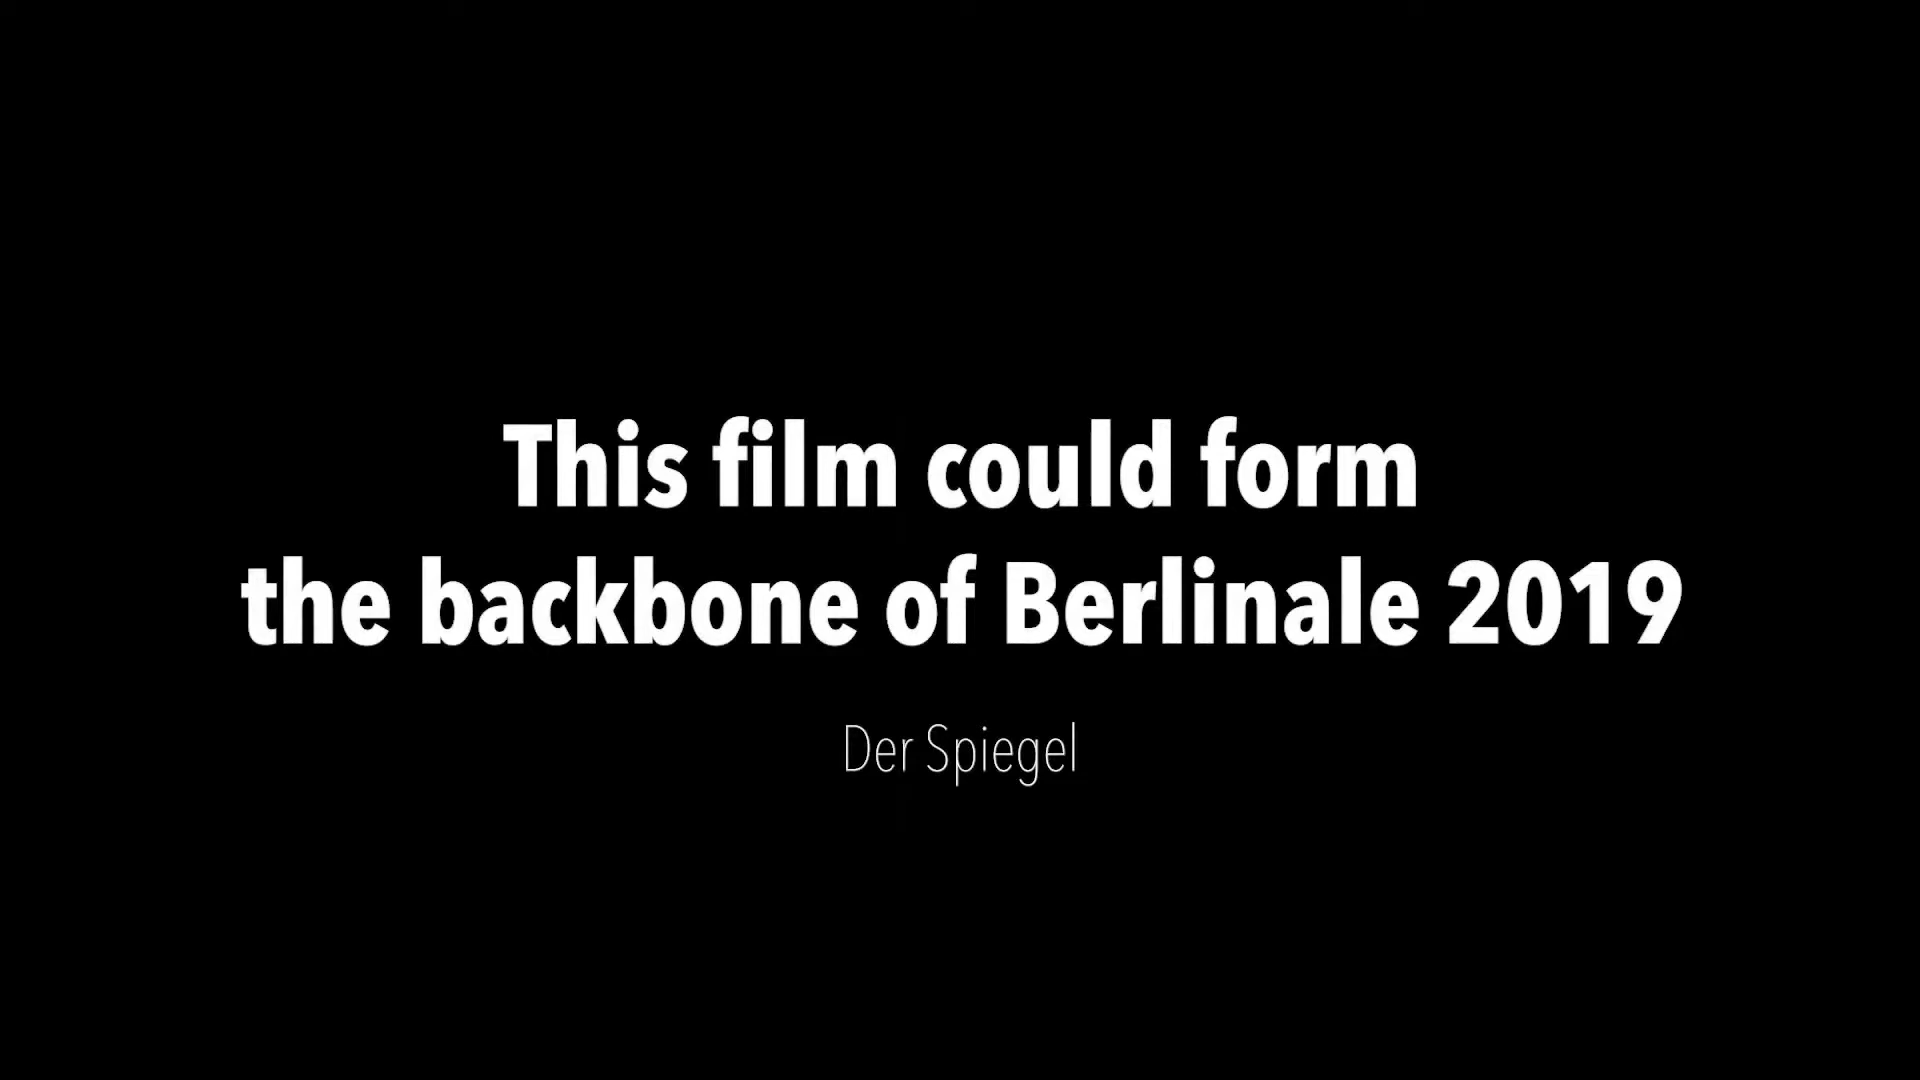 This film could form
the backbone of Berlinale 2019
Der Spiegel